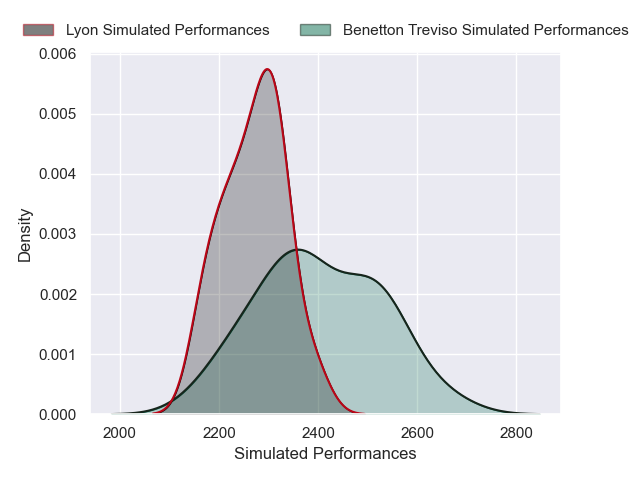 Lyon Simulated Performances
Benetton Treviso Simulated Performances
0.006
0.005
0.004
0.003
0.002
0.001
0.000
Density
2000 2200 2400 2600 2800
Simulated Performances